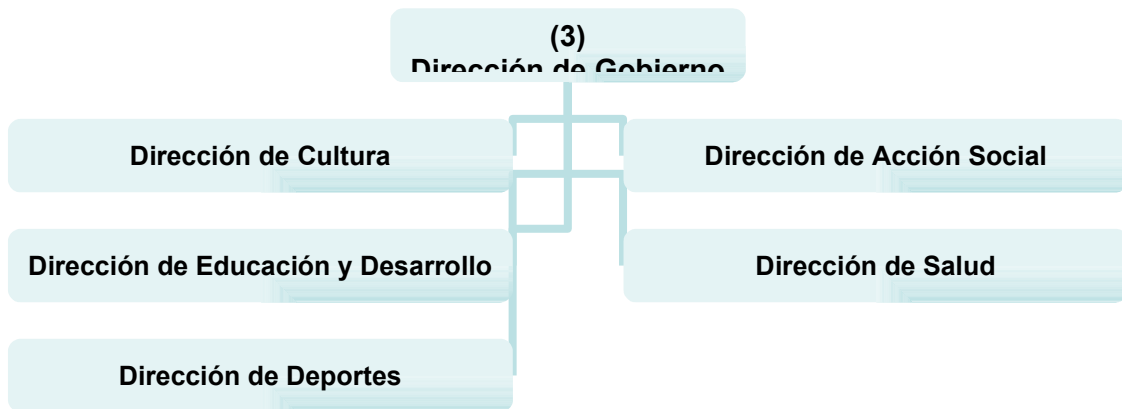 (3)
Dirección de Gobierno
Dirección de Cultura
Dirección de Acción Social
Dirección de Educación y Desarrollo
Dirección de Salud
Dirección de Deportes